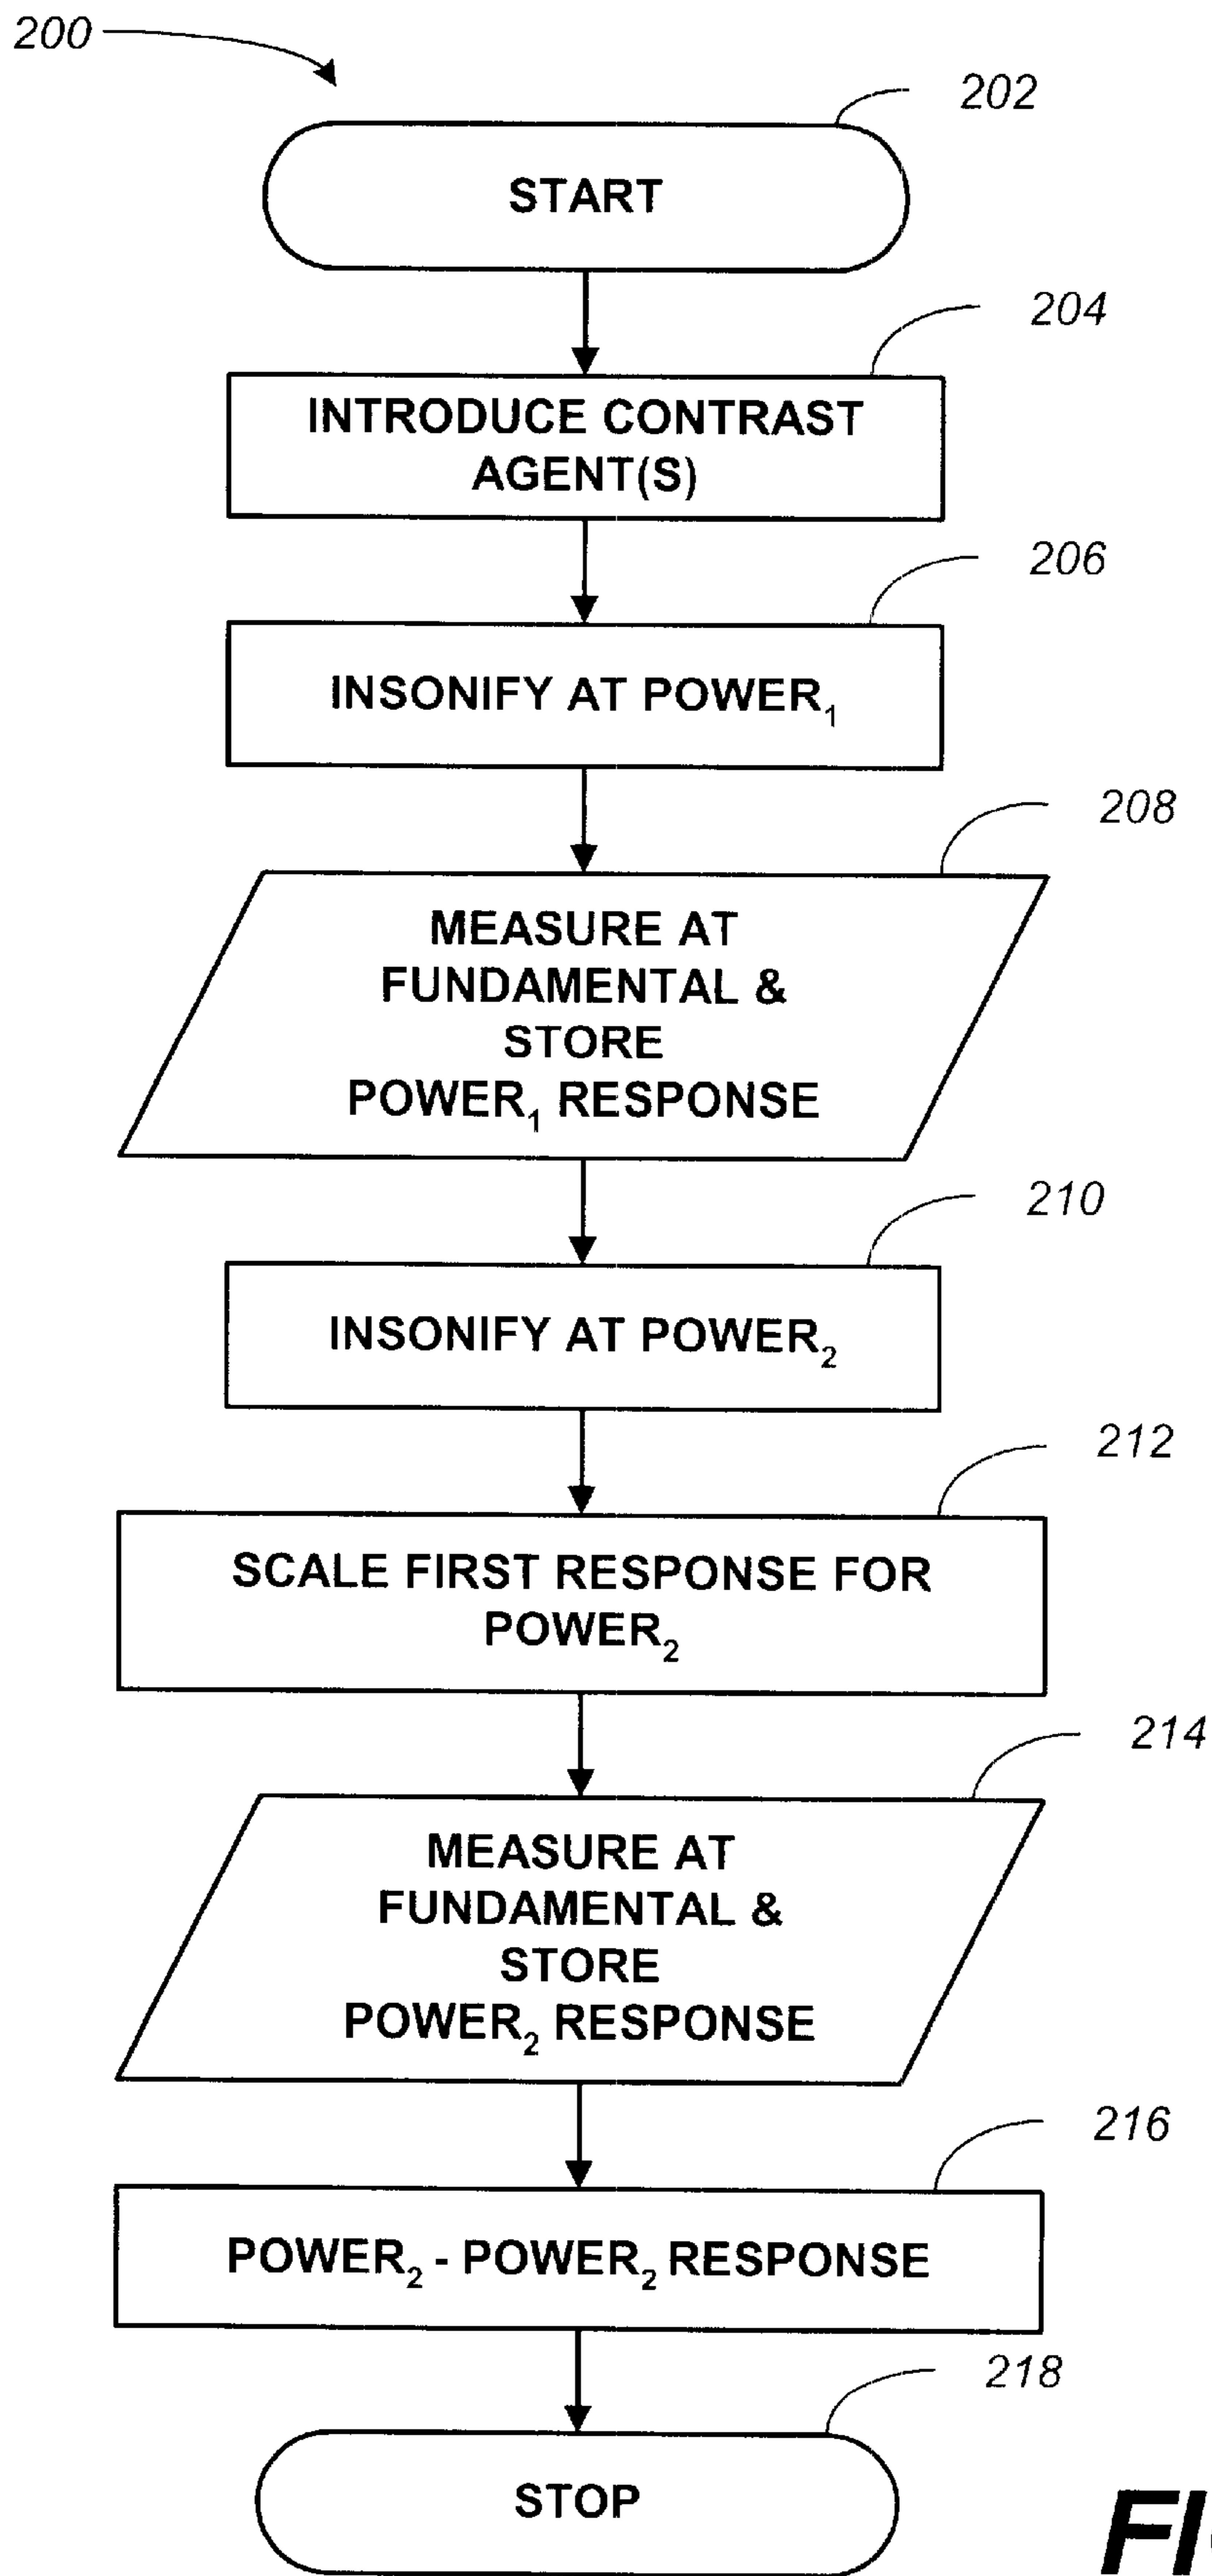 200
202
START
204
INTRODUCE CONTRAST
AGENT(S)
206
INSONIFY AT POWER₁
208
MEASURE AT
FUNDAMENTAL &
STORE
POWER₁ RESPONSE
210
INSONIFY AT POWER₂
212
SCALE FIRST RESPONSE FOR
POWER₂
214
MEASURE AT
FUNDAMENTAL &
STORE
POWER₂ RESPONSE
216
POWER₂ - POWER₂ RESPONSE
218
STOP